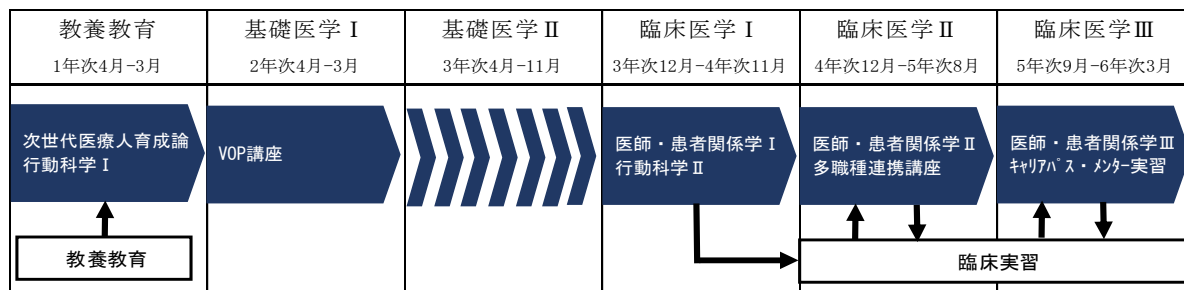 教養教育
1年次4月-3月
基礎医学Ⅰ
2年次4月-3月
基礎医学Ⅱ
3年次4月-11月
臨床医学Ⅰ
3年次12月-4年次11月
臨床医学Ⅱ
4年次12月-5年次8月
臨床医学Ⅲ
5年次9月-6年次3月
次世代医療人育成論
行動科学Ⅰ
VOP講座
医師・患者関係学Ⅰ
行動科学Ⅱ
医師・患者関係学Ⅱ
多職種連携講座
医師・患者関係学Ⅲ
ｷｬﾘｱﾊﾟｽ・ﾒﾝﾀｰ実習
教養教育
臨床実習